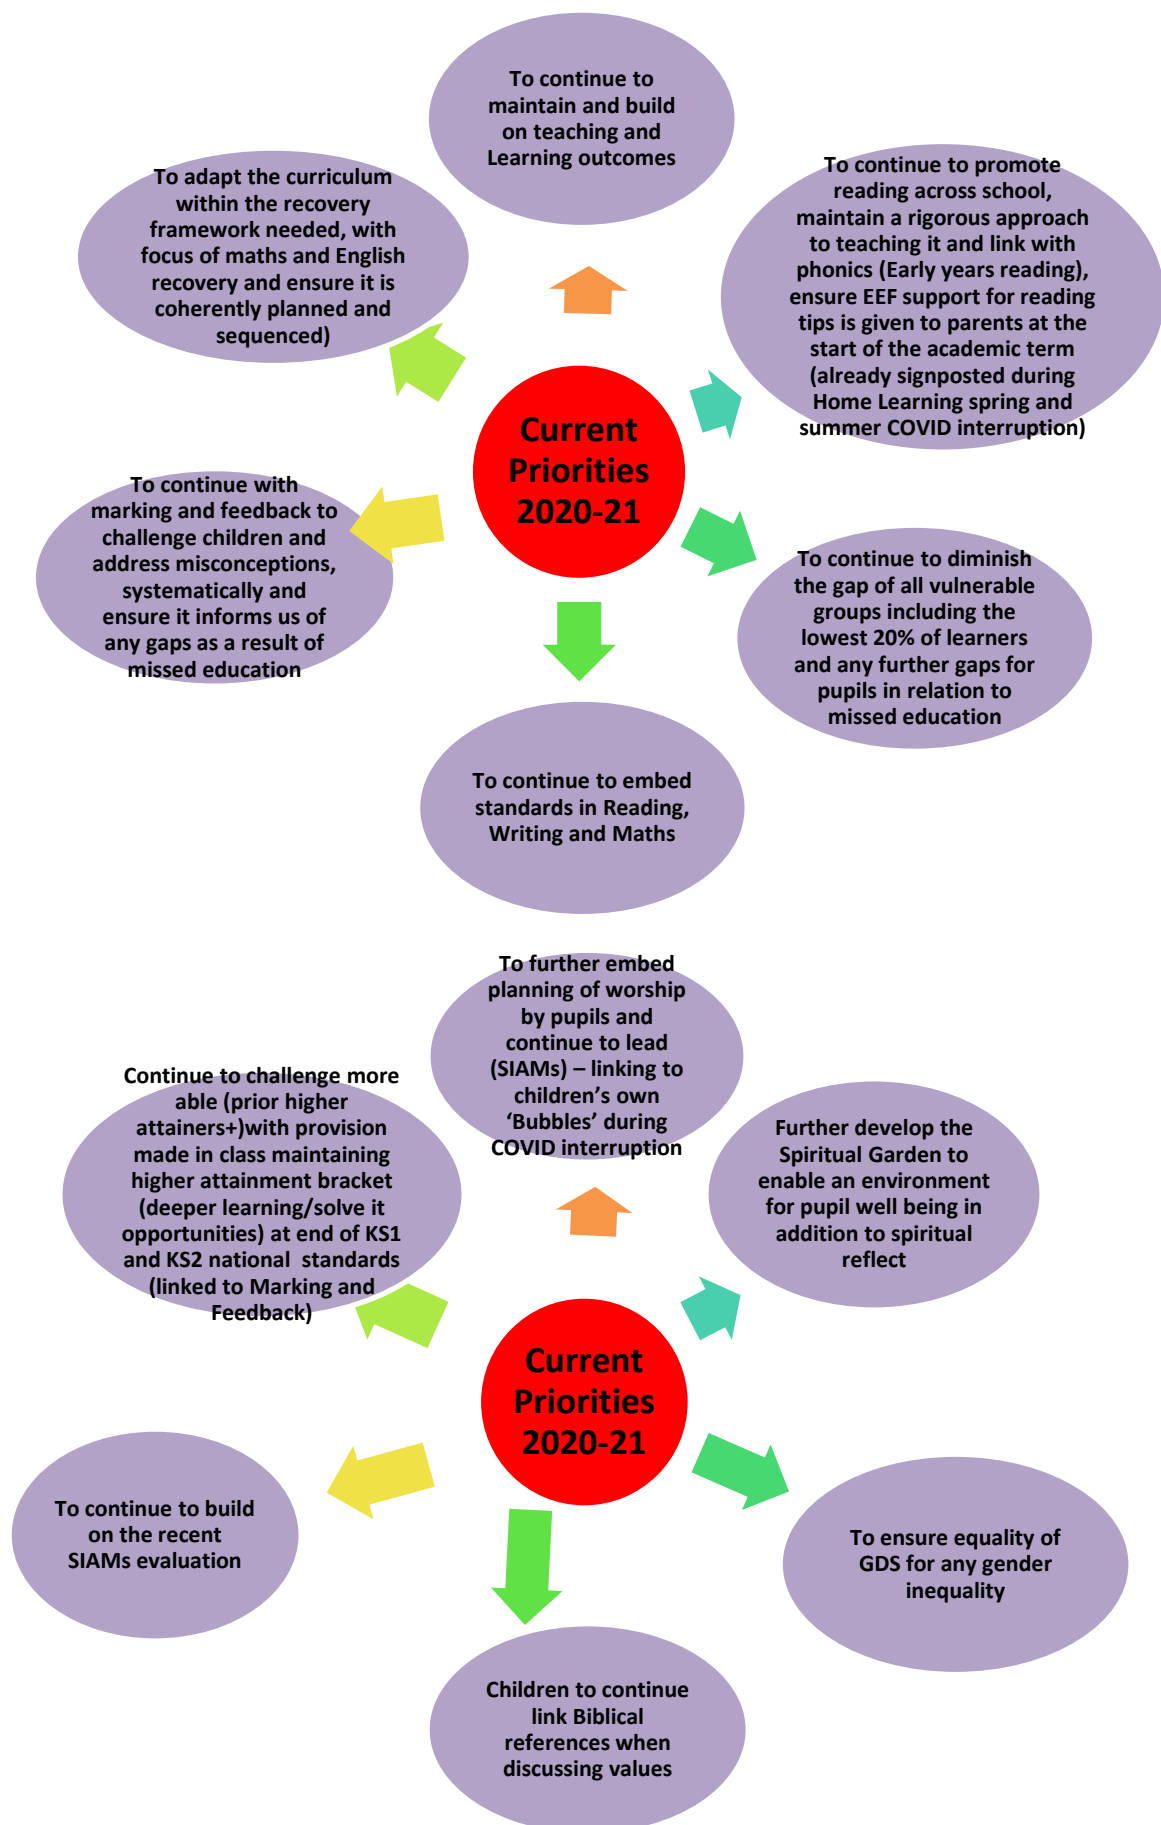 To continue to
maintain and build
on teaching and
Learning outcomes
To adapt the curriculum
within the recovery
framework needed, with
focus of maths and English
recovery and ensure it is
coherently planned and
sequenced)
To continue to promote
reading across school,
maintain a rigorous approach
to teaching it and link with
phonics (Early years reading),
ensure EEF support for reading
tips is given to parents at the
start of the academic term
(already signposted during
Home Learning spring and
summer COVID interruption)
Current
Priorities
2020-21
To continue with
marking and feedback to
challenge children and
address misconceptions,
systematically and
ensure it informs us of
any gaps as a result of
missed education
To continue to diminish
the gap of all vulnerable
groups including the
lowest 20% of learners
and any further gaps for
pupils in relation to
missed education
To continue to embed
standards in Reading,
Writing and Maths
To further embed
planning of worship
by pupils and
continue to lead
(SIAMs) – linking to
children's own
'Bubbles' during
COVID interruption
Continue to challenge more
able (prior higher
attainers+)with provision
made in class maintaining
higher attainment bracket
(deeper learning/solve it
opportunities) at end of KS1
and KS2 national  standards
(linked to Marking and
Feedback)
Further develop the
Spiritual Garden to
enable an environment
for pupil well being in
addition to spiritual
reflect
Current
Priorities
2020-21
To continue to build
on the recent
SIAMs evaluation
To ensure equality of
GDS for any gender
inequality
Children to continue
link Biblical
references when
discussing values